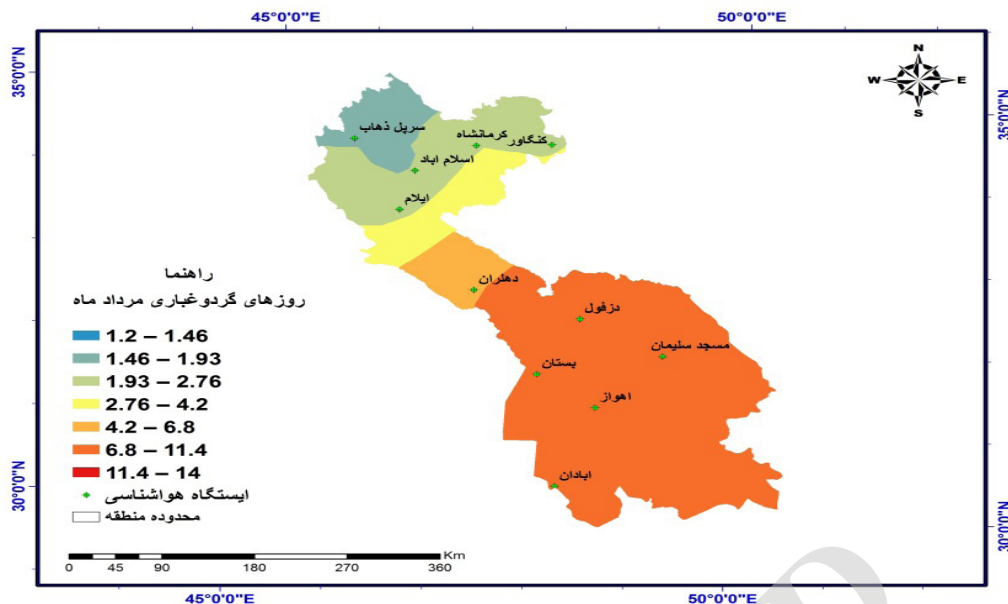 45°0'0"E
50°0'0"E
35°0'0"N
35°0'0"N
N
W
E
S
سرپل ذهاب
کرمانشاه
کنگاور
اسلام اباد
ایلام
دهلران
دزفول
مسجد سلیمان
بستان
اهواز
ابادان
راهنما
روزهای گردوغباری مرداد ماه
1.2 – 1.46
1.46 – 1.93
1.93 – 2.76
2.76 – 4.2
4.2 – 6.8
6.8 – 11.4
11.4 – 14
ایستگاه هواشناسی
محدوده منطقه
30°0'0"N
30°0'0"N
Km
0 45 90 180 270 360
45°0'0"E
50°0'0"E